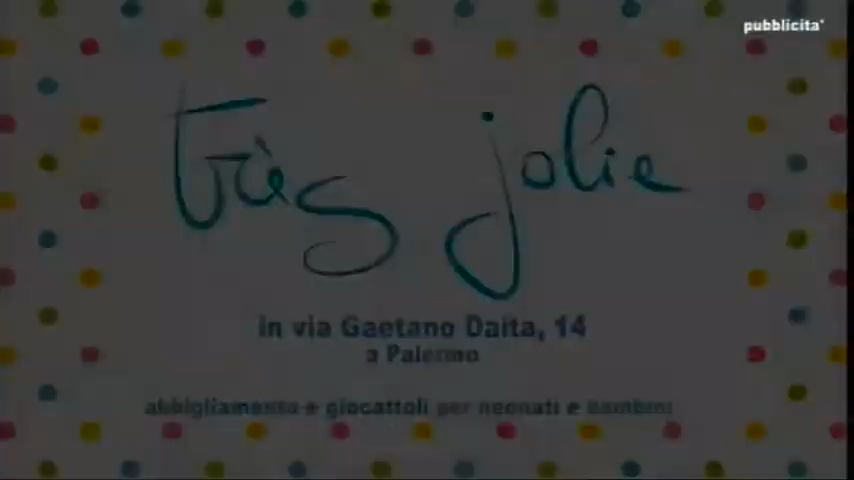 pubblicita'
très jolie
in via Gaetano Daita, 14
a Palermo
abbigliamento e giocattoli per neonati e bambini